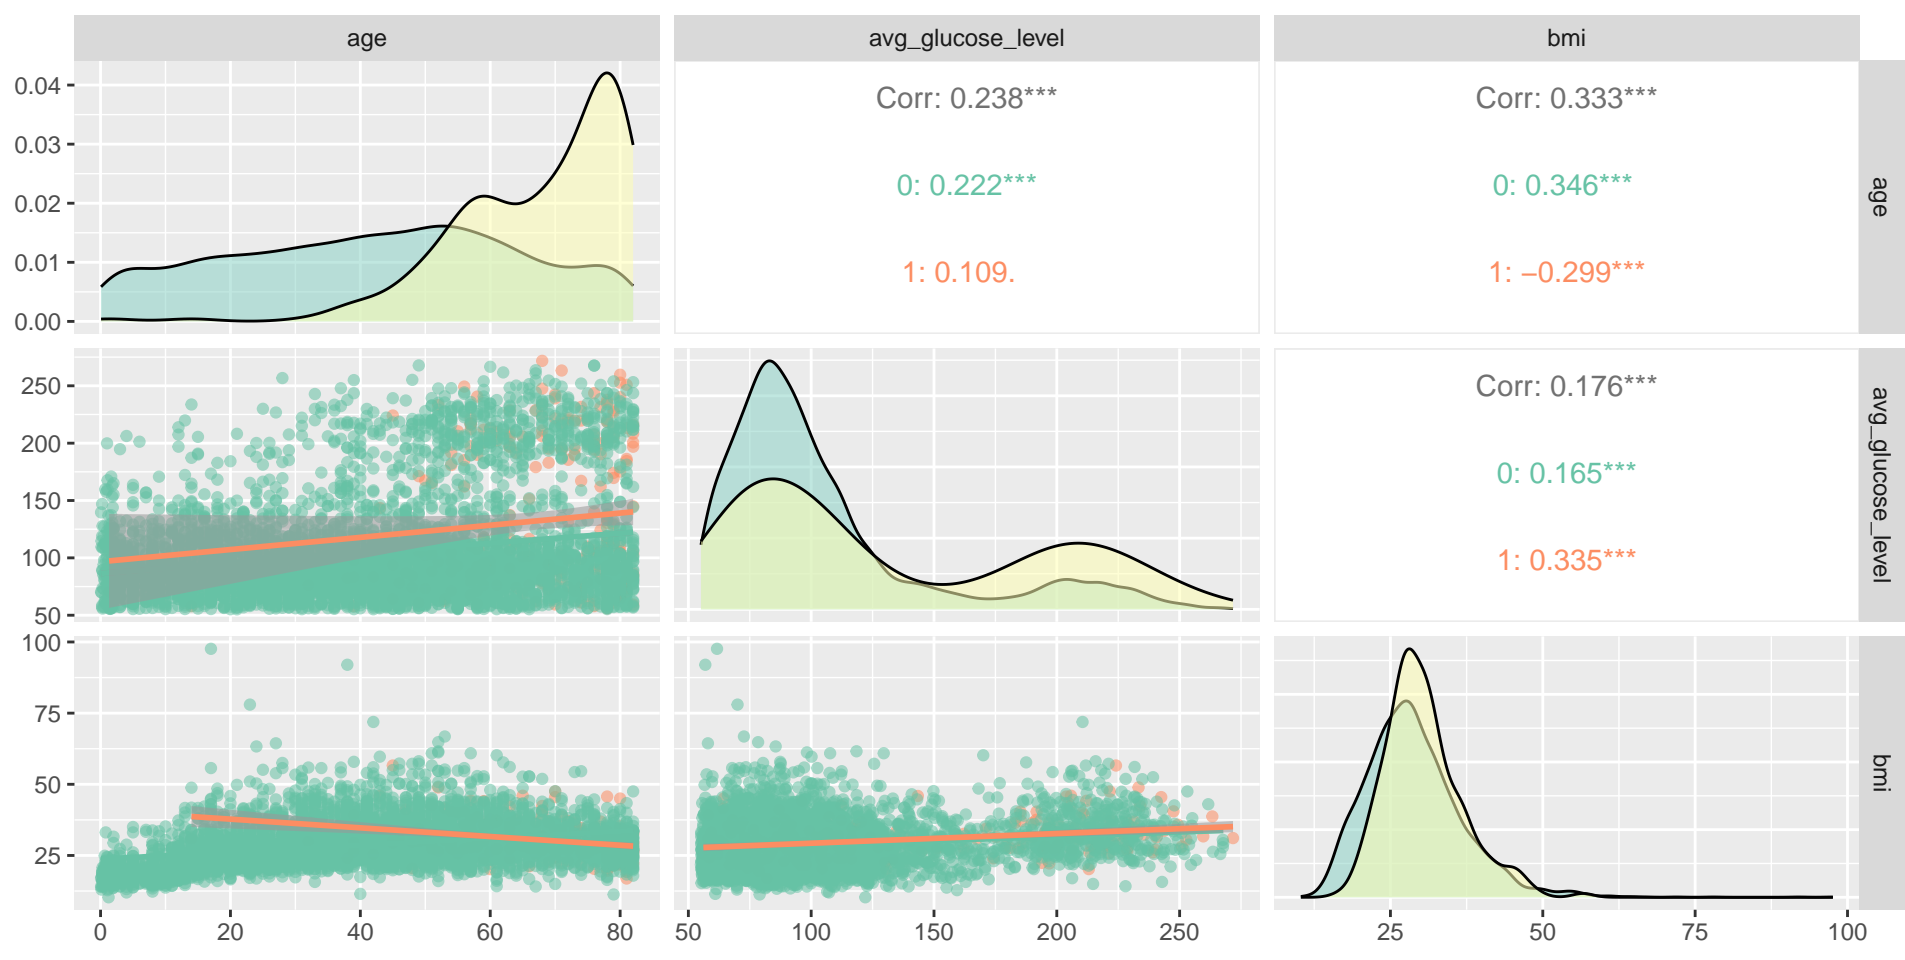 age
avg_glucose_level
bmi
0.04
0.03
0.02
0.01
0.00
Corr: 0.238***
0: 0.222***
1: 0.109.
Corr: 0.333***
0: 0.346***
1: −0.299***
age
250
200
150
100
50
Corr: 0.176***
0: 0.165***
1: 0.335***
avg_glucose_level
100
75
50
25
bmi
0 20 40 60 80
50 100 150 200 250
25 50 75 100